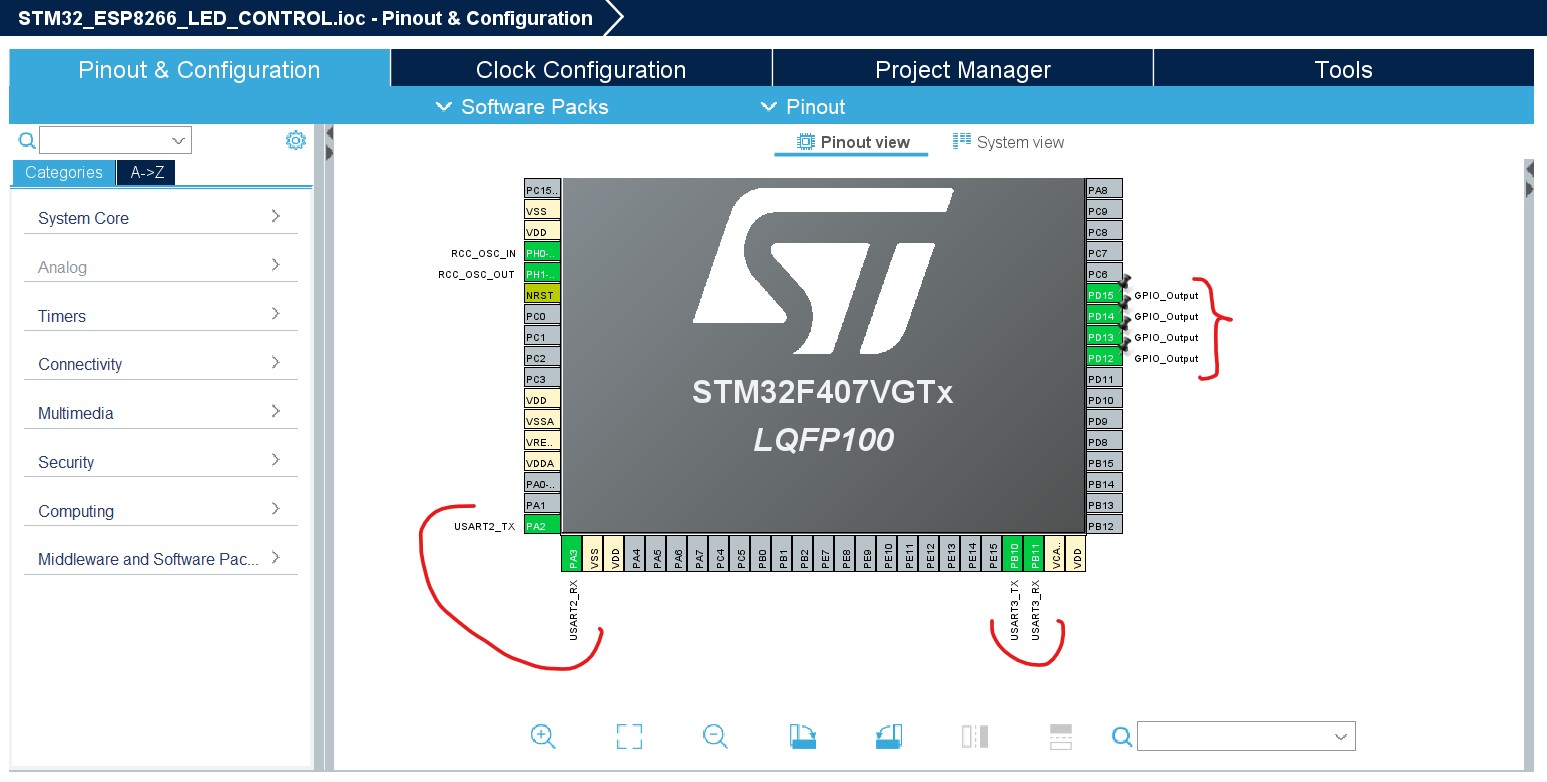 STM32_ESP8266_LED_CONTROL.ioc - Pinout & Configuration
Pinout & Configuration
Clock Configuration
Project Manager
Tools
Software Packs
Pinout
Pinout view
System view
Categories
A->Z
System Core
Analog
Timers
Connectivity
Multimedia
Security
Computing
Middleware and Software Pac...
PC15..
VSS
VDD
RCC_OSC_IN PH0-..
RCC_OSC_OUT PH1-..
NRST
PC0
PC1
PC2
PC3
VDD
VSSA
VRE..
VDDA
PA0-..
PA1
USART2_TX PA2
ST
STM32F407VGTx
LQFP100
PA8
PC9
PC8
PC7
PC6
PD15 GPIO_Output
PD14 GPIO_Output
PD13 GPIO_Output
PD12 GPIO_Output
PD11
PD10
PD9
PD8
PB15
PB14
PB13
PB12
PA3
VSS
VDD
PA4
PA5
PA6
PA7
PC4
PC5
PB0
PB1
PB2
PE7
PE8
PE9
PE10
PE11
PE12
PE13
PE14
PE15
PB10
PB11
VCA..
VDD
USART2_RX
USART3_TX
USART3_RX